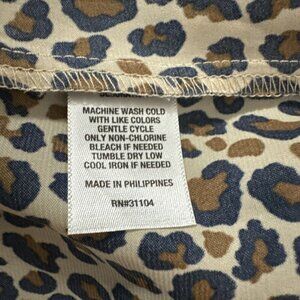 MACHINE WASH COLD
WITH LIKE COLORS
GENTLE CYCLE
ONLY NON-CHLORINE
BLEACH IF NEEDED
TUMBLE DRY LOW
COOL IRON IF NEEDED
MADE IN PHILIPPINES
RN#31104